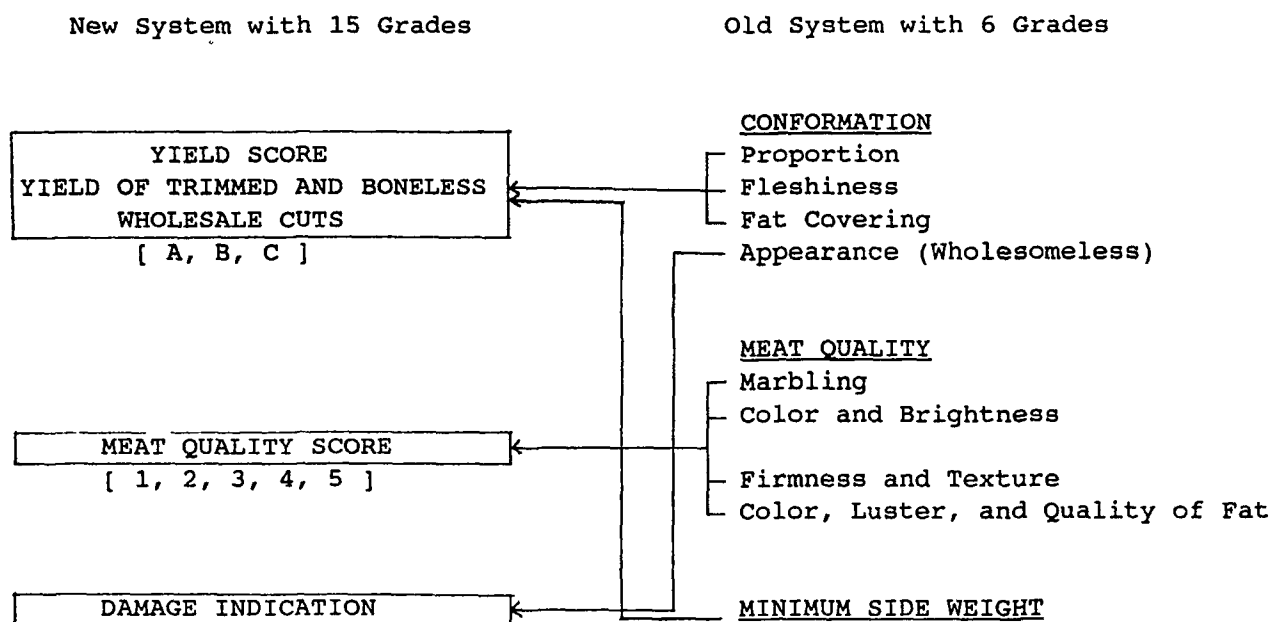 New System with 15 Grades
Old System with 6 Grades
YIELD SCORE
YIELD OF TRIMMED AND BONELESS
WHOLESALE CUTS
[ A, B, C ]
CONFORMATION
Proportion
Fleshiness
Fat Covering
Appearance (Wholesomeless)
MEAT QUALITY SCORE
[ 1, 2, 3, 4, 5 ]
MEAT QUALITY
Marbling
Color and Brightness
Firmness and Texture
Color, Luster, and Quality of Fat
DAMAGE INDICATION
MINIMUM SIDE WEIGHT